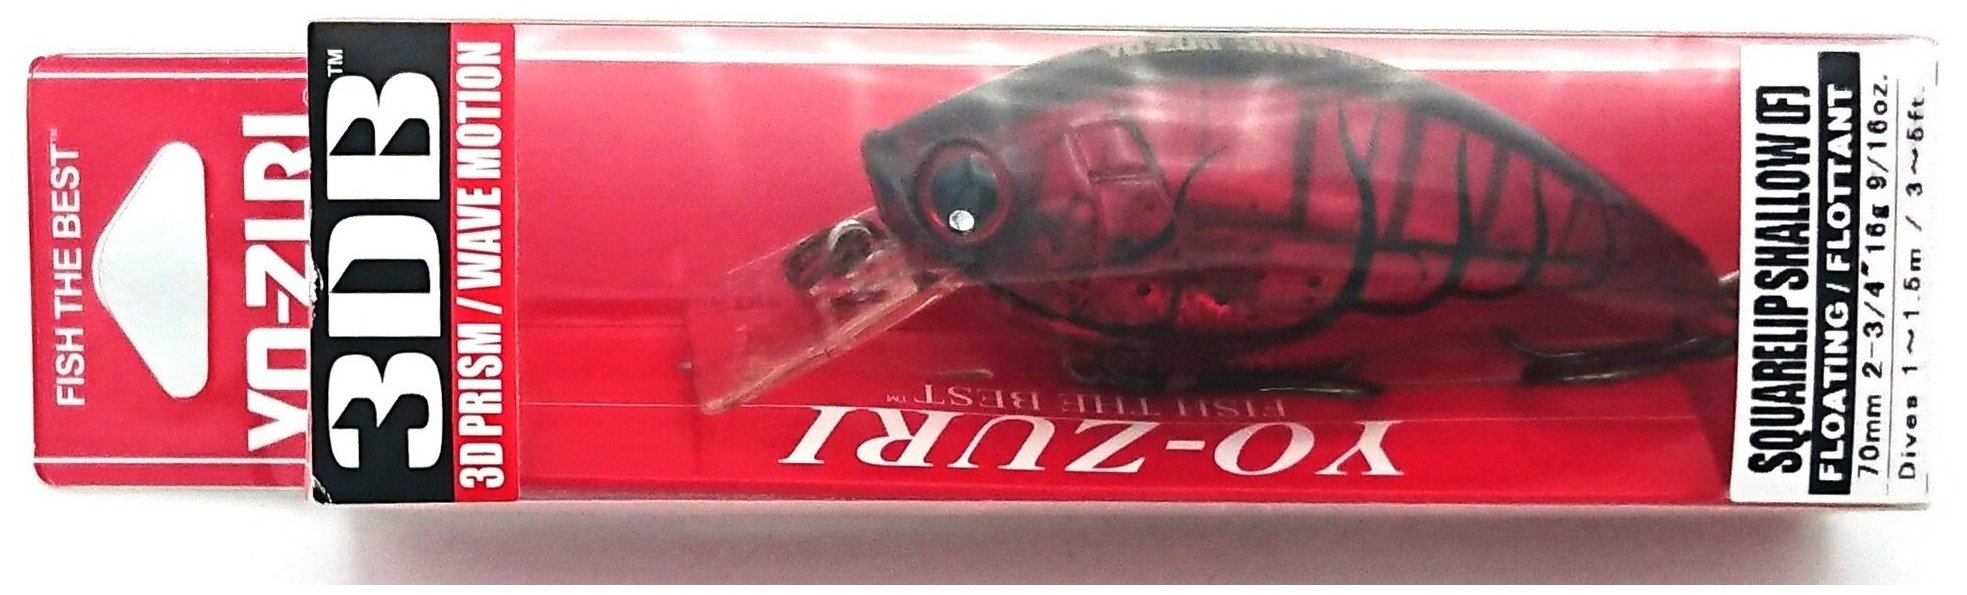 FISH THE BEST™
YO-ZURI
3DB™
3D PRISM / WAVE MOTION
YO-ZURI
FISH THE BEST™
SQUARELIP SHALLOW (F)
FLOATING / FLOTTANT
70mm 2-3/4" 16g 9/16oz.
Dives 1~1.5m / 3~5ft.